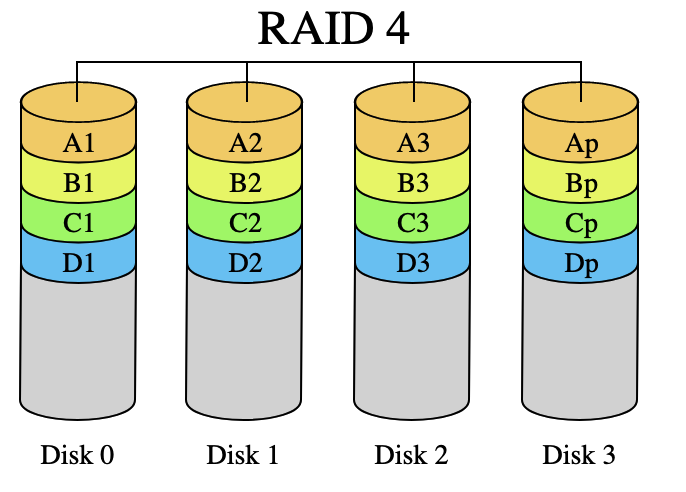 RAID 4
A1 A2 A3 Ap
B1 B2 B3 Bp
C1 C2 C3 Cp
D1 D2 D3 Dp
Disk 0 Disk 1 Disk 2 Disk 3